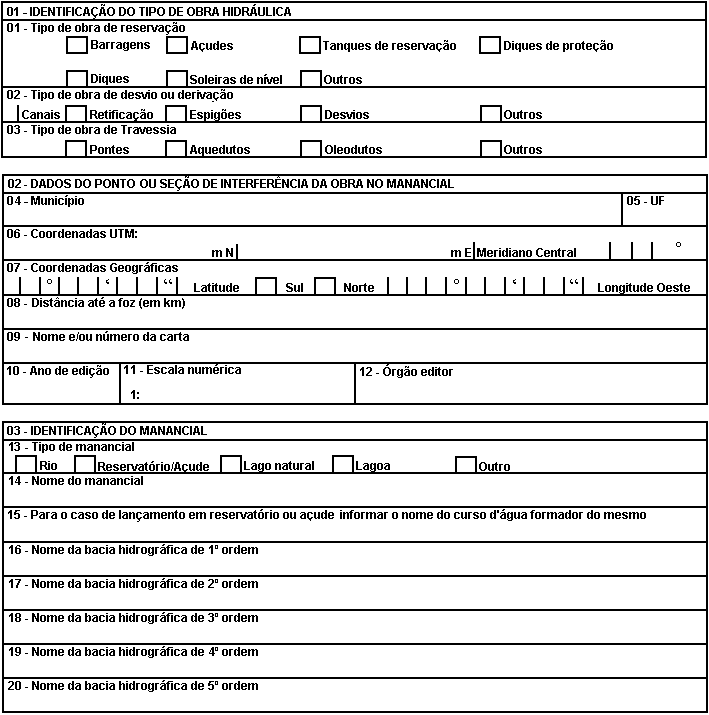 01 - IDENTIFICAÇÃO DO TIPO DE OBRA HIDRÁULICA
01 - Tipo de obra de reservação
Barragens Açudes Tanques de reservação Diques de proteção
Diques Soleiras de nível Outros
02 - Tipo de obra de desvio ou derivação
Canais Retificação Espigões Desvios Outros
03 - Tipo de obra de Travessia
Pontes Aquedutos Oleodutos Outros
02 - DADOS DO PONTO OU SEÇÃO DE INTERFERÊNCIA DA OBRA NO MANANCIAL
04 - Município 05 - UF
06 - Coordenadas UTM:
m N m E Meridiano Central °
07 - Coordenadas Geográficas
° ‘ “ Latitude Sul Norte ° ‘ “ Longitude Oeste
08 - Distância até a foz (em km)
09 - Nome e/ou número da carta
10 - Ano de edição 11 - Escala numérica 12 - Órgão editor
1:
03 - IDENTIFICAÇÃO DO MANANCIAL
13 - Tipo de manancial
Rio Reservatório/Açude Lago natural Lagoa Outro
14 - Nome do manancial
15 - Para o caso de lançamento em reservatório ou açude informar o nome do curso d'água formador do mesmo
16 - Nome da bacia hidrográfica de 1º ordem
17 - Nome da bacia hidrográfica de 2º ordem
18 - Nome da bacia hidrográfica de 3º ordem
19 - Nome da bacia hidrográfica de 4º ordem
20 - Nome da bacia hidrográfica de 5º ordem